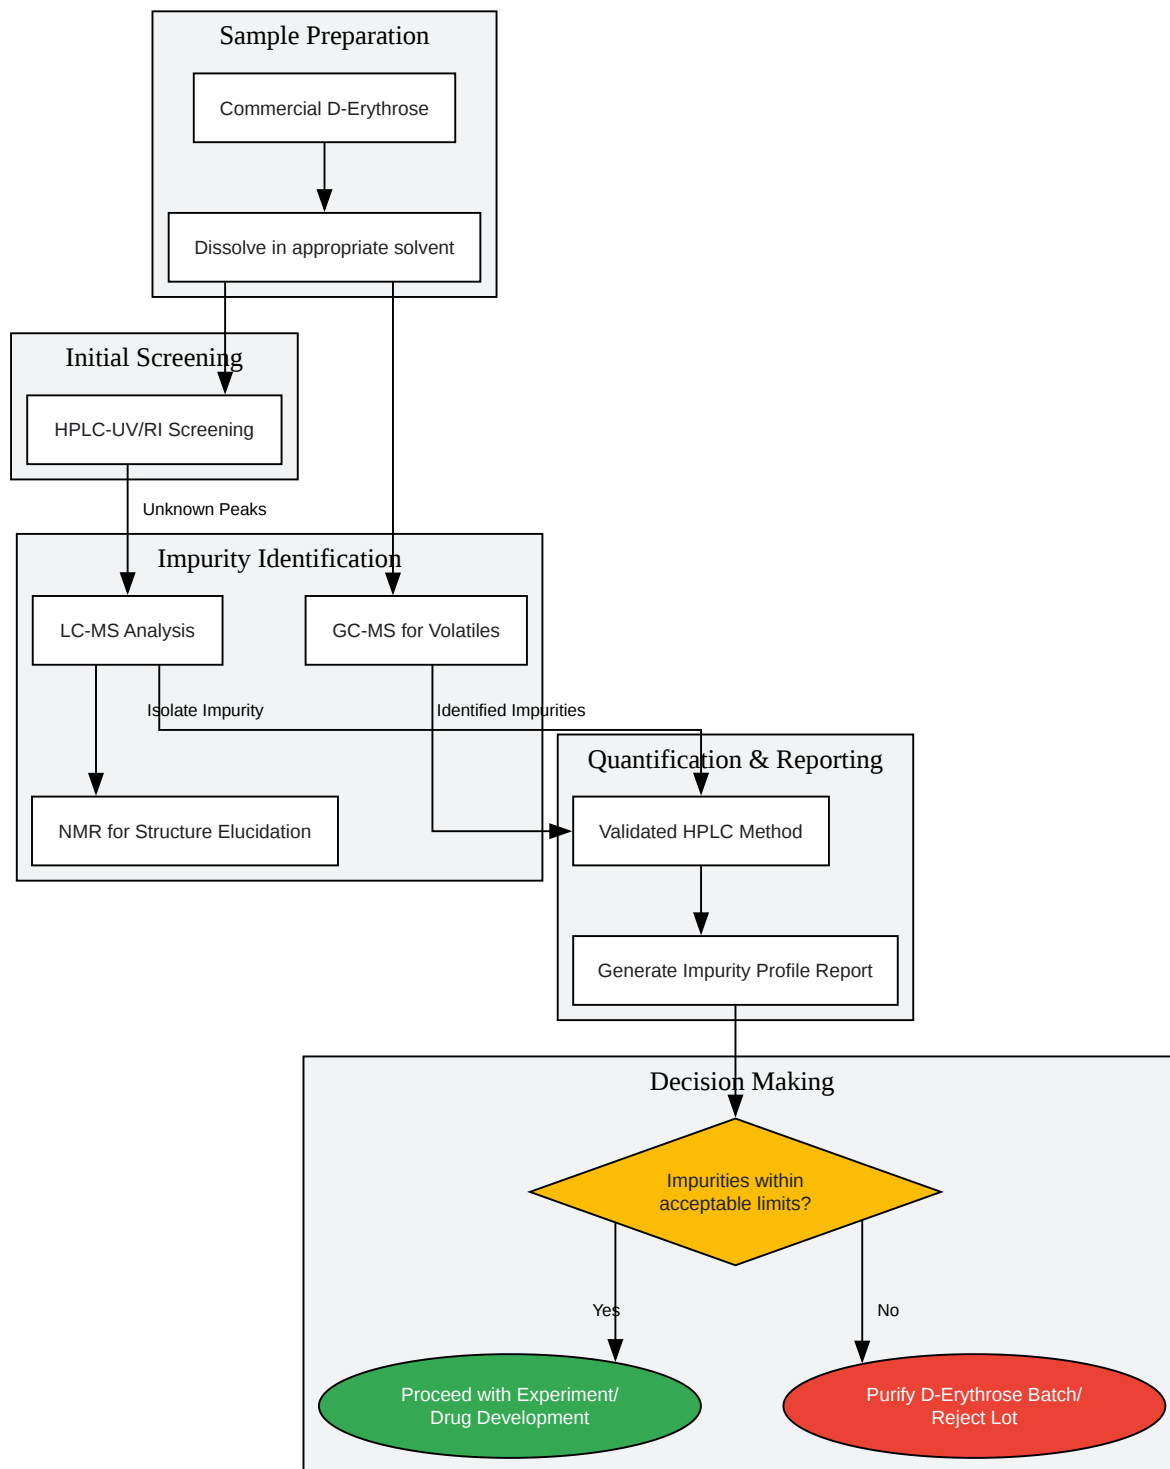 Sample Preparation
Commercial D-Erythrose
Dissolve in appropriate solvent
Initial Screening
HPLC-UV/RI Screening
Unknown Peaks
Impurity Identification
LC-MS Analysis
GC-MS for Volatiles
Isolate Impurity
Identified Impurities
Quantification & Reporting
NMR for Structure Elucidation
Validated HPLC Method
Generate Impurity Profile Report
Decision Making
Impurities within
acceptable limits?
Yes
No
Proceed with Experiment/
Drug Development
Purify D-Erythrose Batch/
Reject Lot